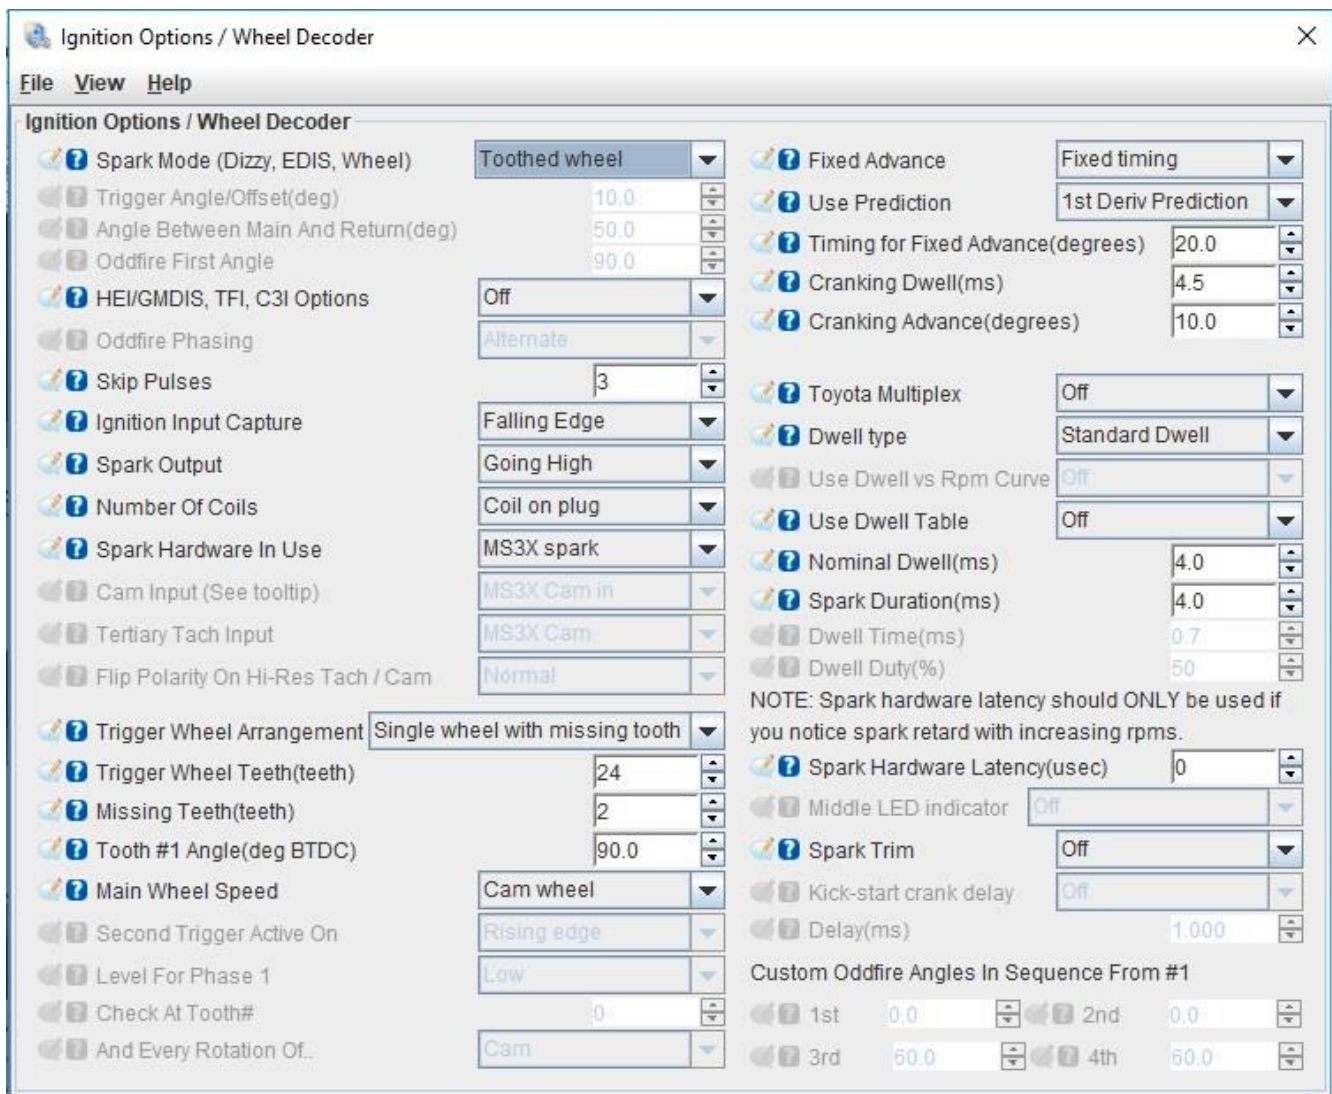 Ignition Options / Wheel Decoder
File View Help
Ignition Options / Wheel Decoder
Spark Mode (Dizzy, EDIS, Wheel) Toothed wheel
Trigger Angle/Offset(deg) 10.0
Angle Between Main And Return(deg) 50.0
Oddfire First Angle 90.0
HEI/GMDIS, TFI, C3I Options Off
Oddfire Phasing Alternate
Skip Pulses 3
Ignition Input Capture Falling Edge
Spark Output Going High
Number Of Coils Coil on plug
Spark Hardware In Use MS3X spark
Cam Input (See tooltip) MS3X Cam in
Tertiary Tach Input MS3X Cam
Flip Polarity On Hi-Res Tach / Cam Normal
Trigger Wheel Arrangement Single wheel with missing tooth
Trigger Wheel Teeth(teeth) 24
Missing Teeth(teeth) 2
Tooth #1 Angle(deg BTDC) 90.0
Main Wheel Speed Cam wheel
Second Trigger Active On Rising edge
Level For Phase 1 Low
Check At Tooth# 0
And Every Rotation Of.. Cam
Fixed Advance Fixed timing
Use Prediction 1st Deriv Prediction
Timing for Fixed Advance(degrees) 20.0
Cranking Dwell(ms) 4.5
Cranking Advance(degrees) 10.0
Toyota Multiplex Off
Dwell type Standard Dwell
Use Dwell vs Rpm Curve Off
Use Dwell Table Off
Nominal Dwell(ms) 4.0
Spark Duration(ms) 4.0
Dwell Time(ms) 0.7
Dwell Duty(%) 50
NOTE: Spark hardware latency should ONLY be used if
you notice spark retard with increasing rpms.
Spark Hardware Latency(usec) 0
Middle LED indicator Off
Spark Trim Off
Kick-start crank delay Off
Delay(ms) 1.000
Custom Oddfire Angles In Sequence From #1
1st 0.0 2nd 0.0
3rd 60.0 4th 60.0